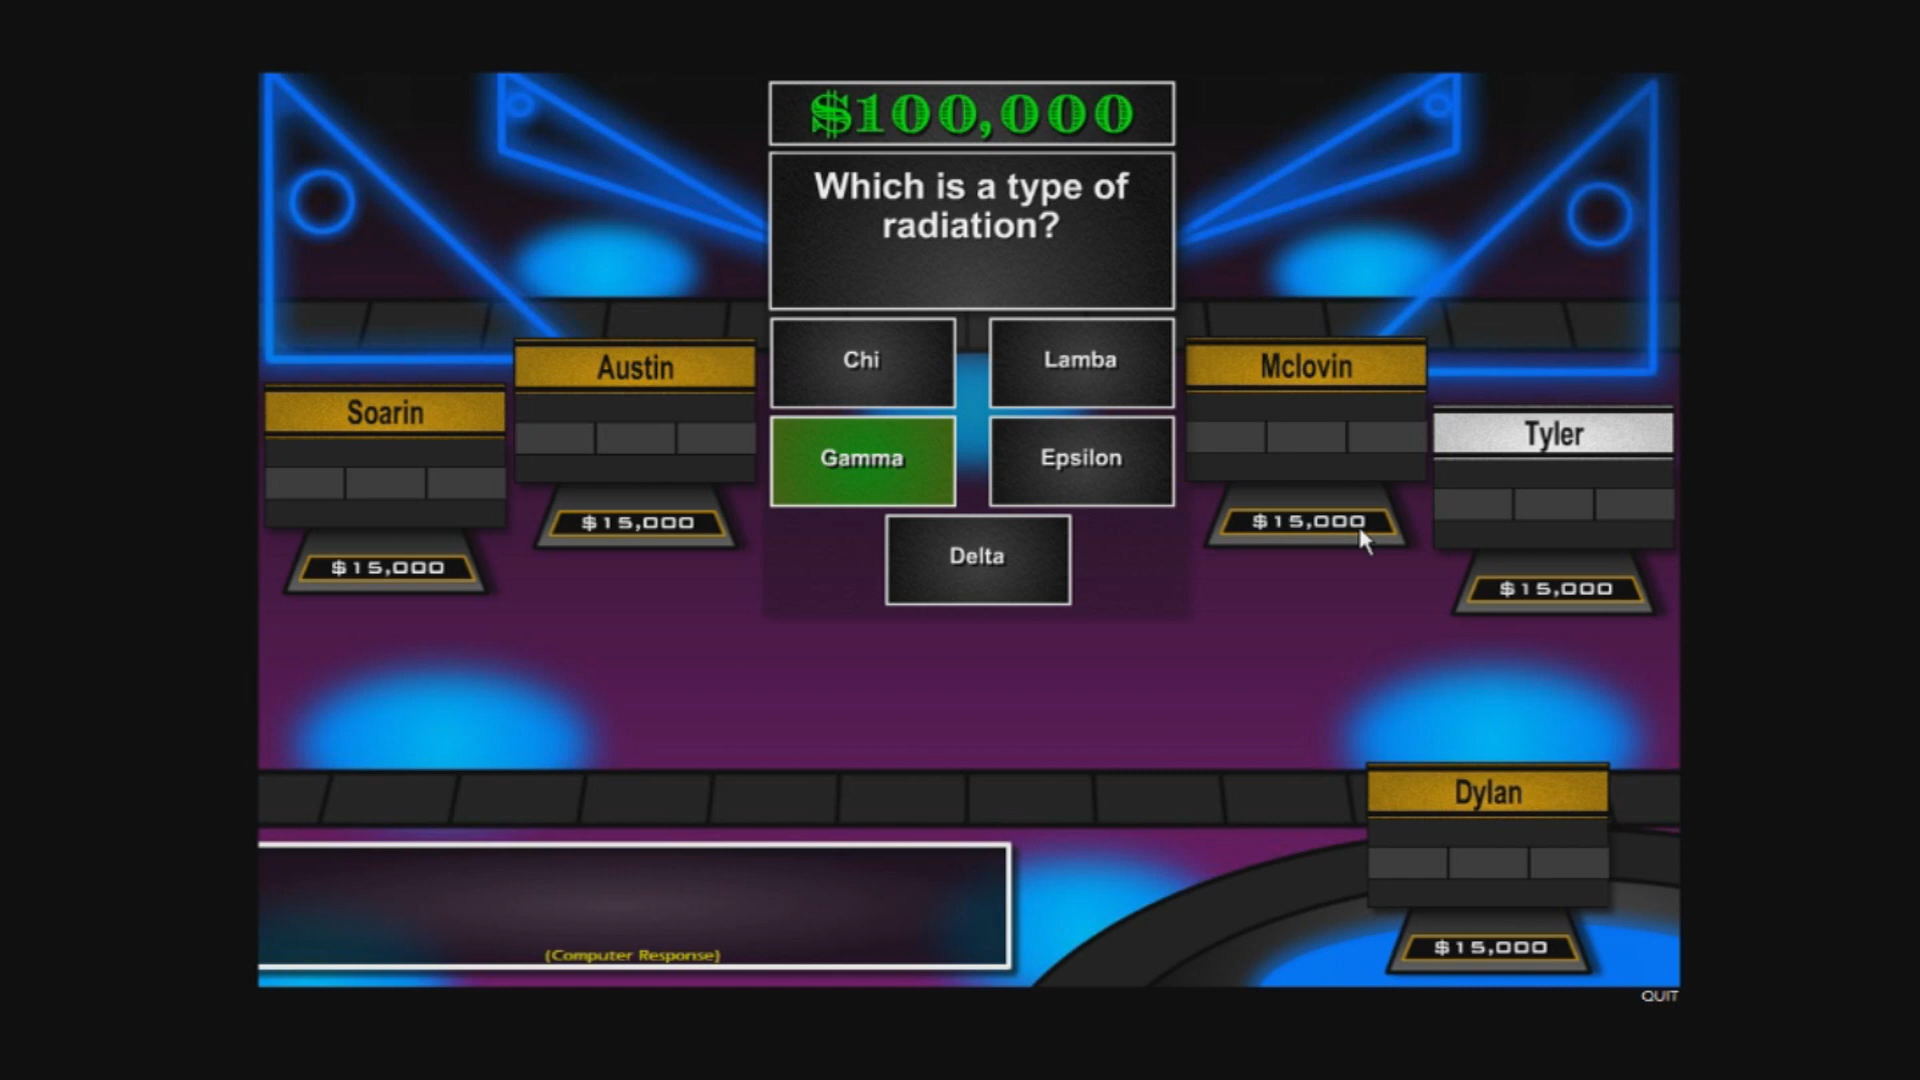 $100,000
Which is a type of
radiation?
Chi
Lamba
Gamma
Epsilon
Delta
Austin
$15,000
Soarin
$15,000
Mclovin
$15,000
Tyler
$15,000
Dylan
$15,000
(Computer Response)
QUIT